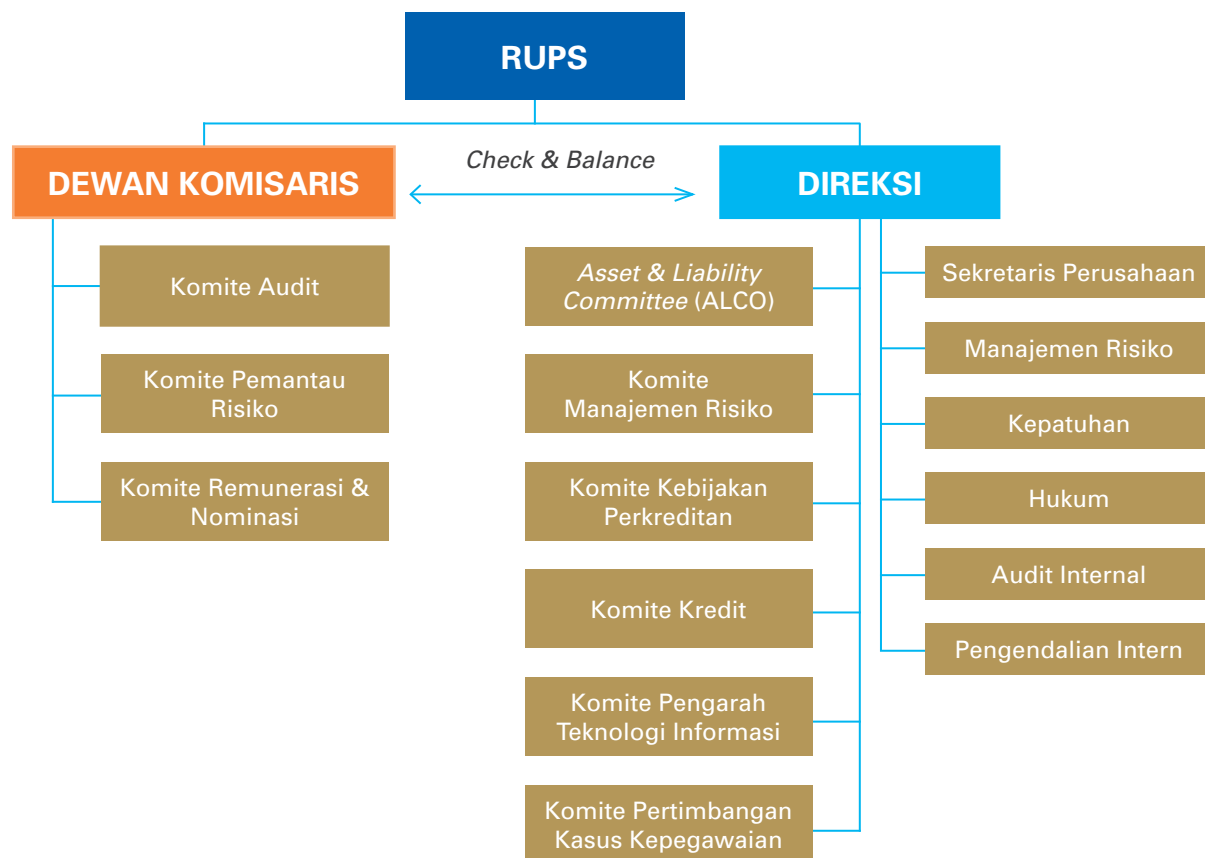 RUPS
DEWAN KOMISARIS
Check & Balance
DIREKSI
Komite Audit
Komite Pemantau
Risiko
Komite Remunerasi &
Nominasi
Asset & Liability
Committee (ALCO)
Komite
Manajemen Risiko
Komite Kebijakan
Perkreditan
Komite Kredit
Komite Pengarah
Teknologi Informasi
Komite Pertimbangan
Kasus Kepegawaian
Sekretaris Perusahaan
Manajemen Risiko
Kepatuhan
Hukum
Audit Internal
Pengendalian Intern